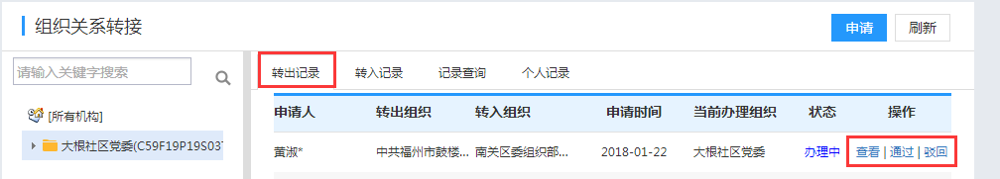 组织关系转接
申请 刷新
请输入关键字搜索
[所有机构]
大根社区党委(C59F19P19S037
转出记录 转入记录 记录查询 个人记录
申请人 转出组织 转入组织 申请时间 当前办理组织 状态 操作
黄淑* 中共福州市鼓楼... 南关区委组织部... 2018-01-22 大根社区党委 办理中 查看 | 通过 | 驳回